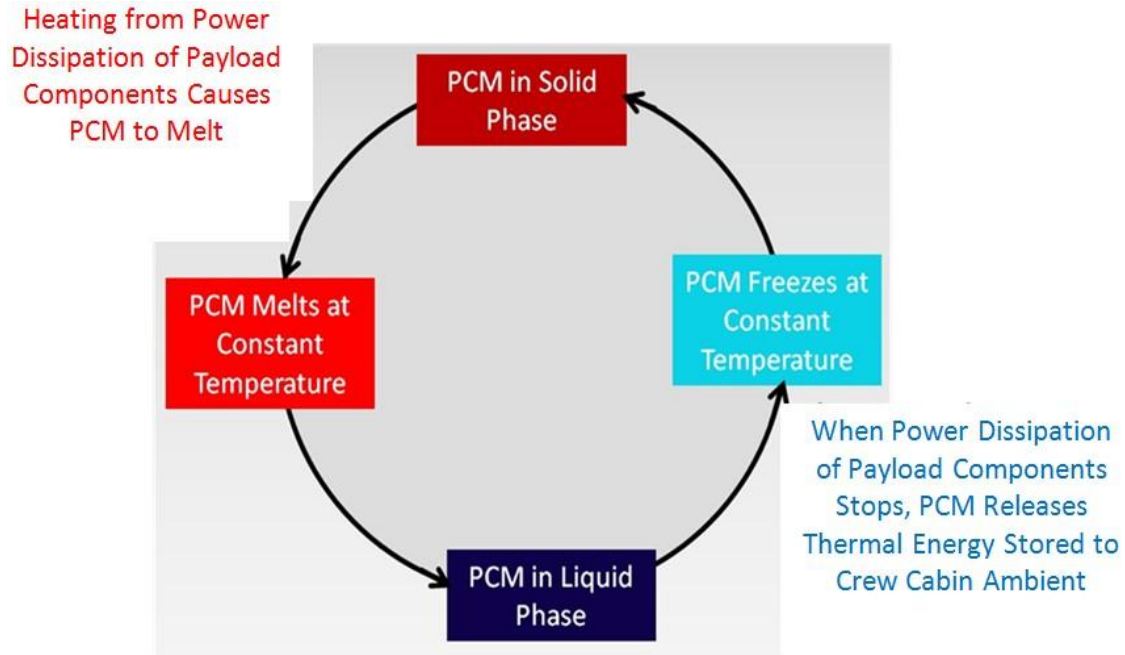 Heating from Power
Dissipation of Payload
Components Causes
PCM to Melt
PCM in Solid
Phase
PCM Melts at
Constant
Temperature
PCM Freezes at
Constant
Temperature
When Power Dissipation
of Payload Components
Stops, PCM Releases
Thermal Energy Stored to
Crew Cabin Ambient
PCM in Liquid
Phase